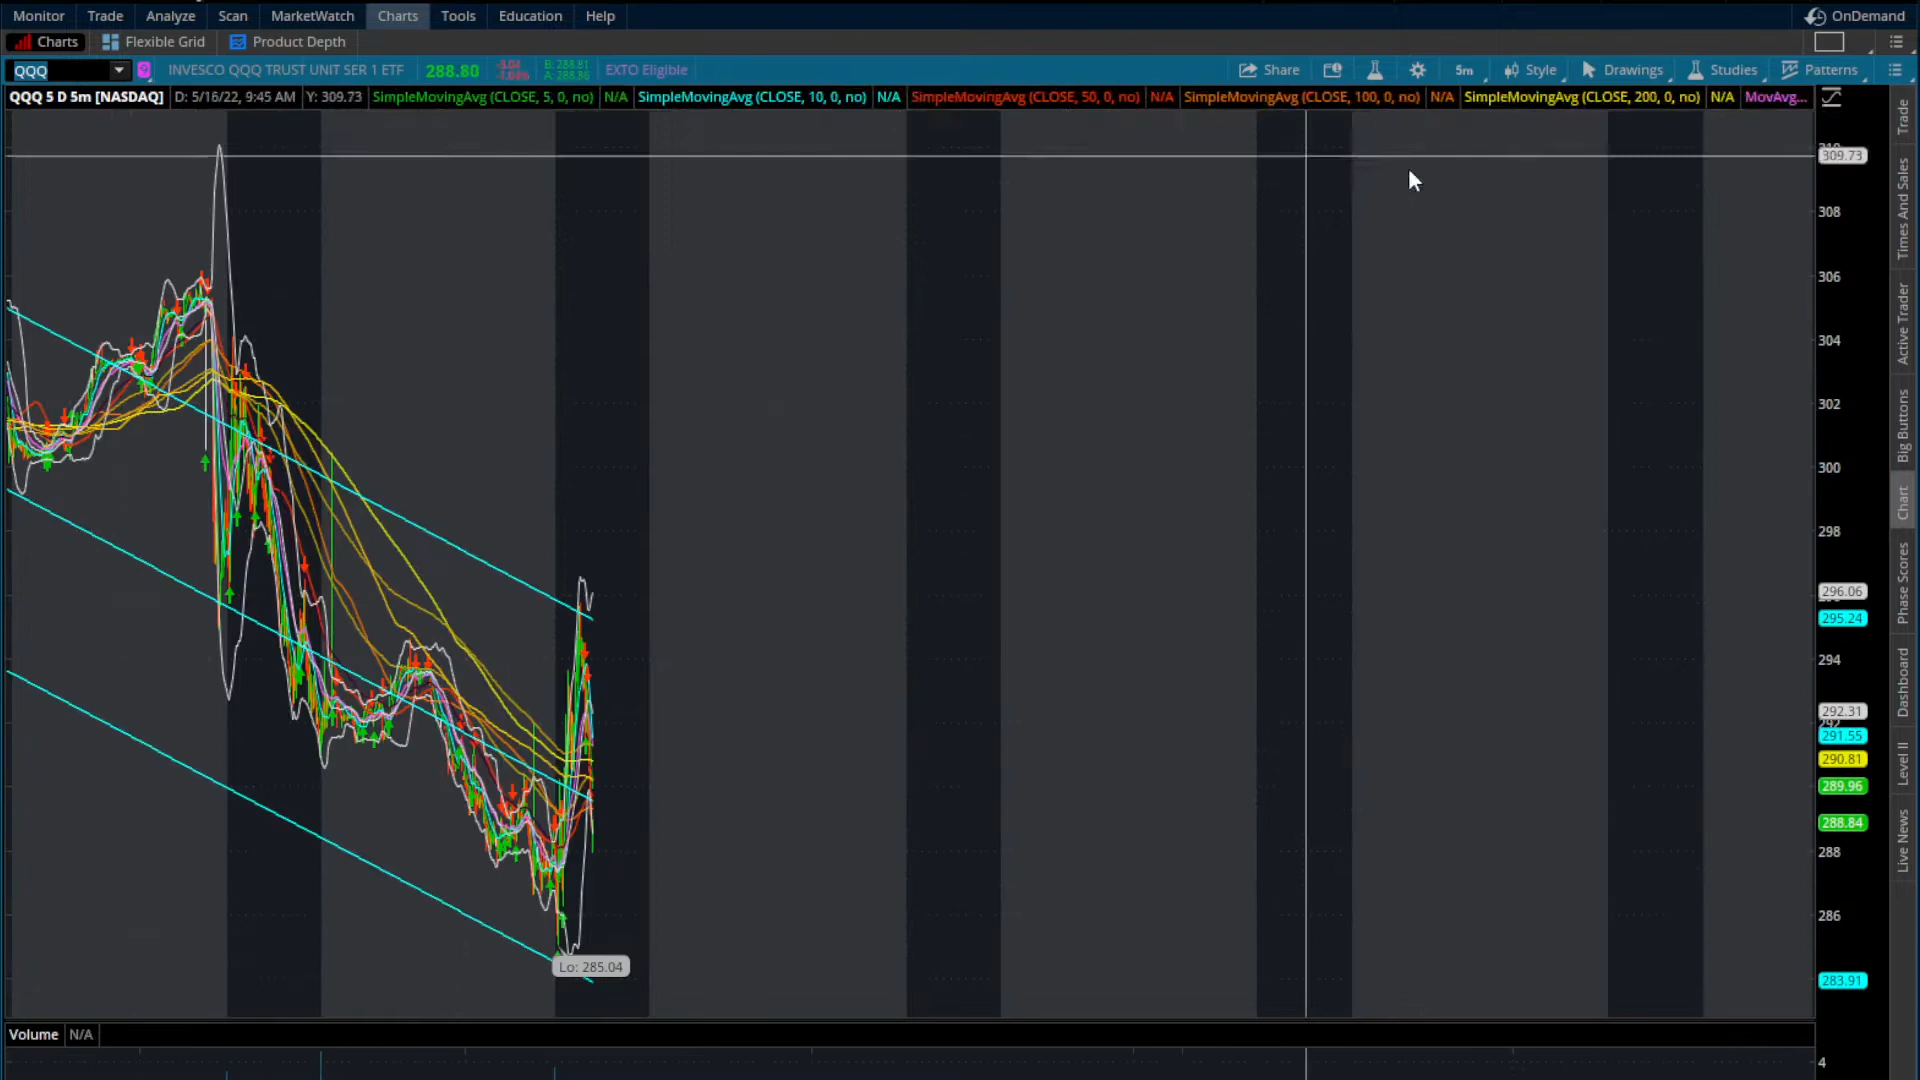 Monitor Trade Analyze Scan MarketWatch Charts Tools Education Help OnDemand
Charts Flexible Grid Product Depth
QQQ 9 INVESCO QQQ TRUST UNIT SER 1 ETF 288.80 B: 288.81 EXTO Eligible Share 5m Style Drawings Studies Patterns
A: 288.86
QQQ 5 D 5m [NASDAQ] D: 5/16/22, 9:45 AM Y: 309.73 SimpleMovingAvg (CLOSE, 5, 0, no) N/A SimpleMovingAvg (CLOSE, 10, 0, no) N/A SimpleMovingAvg (CLOSE, 50, 0, no) N/A SimpleMovingAvg (CLOSE, 100, 0, no) N/A SimpleMovingAvg (CLOSE, 200, 0, no) N/A MovAvg...
309.73
308
306
304
302
300
298
296.06
295.24
294
292.31
291.55
290.81
289.96
288.84
288
286
283.91
Lo: 285.04
Trade
Times And Sales
Active Trader
Big Buttons
Chart
Phase Scores
Dashboard
Level II
Live News
Volume N/A
4